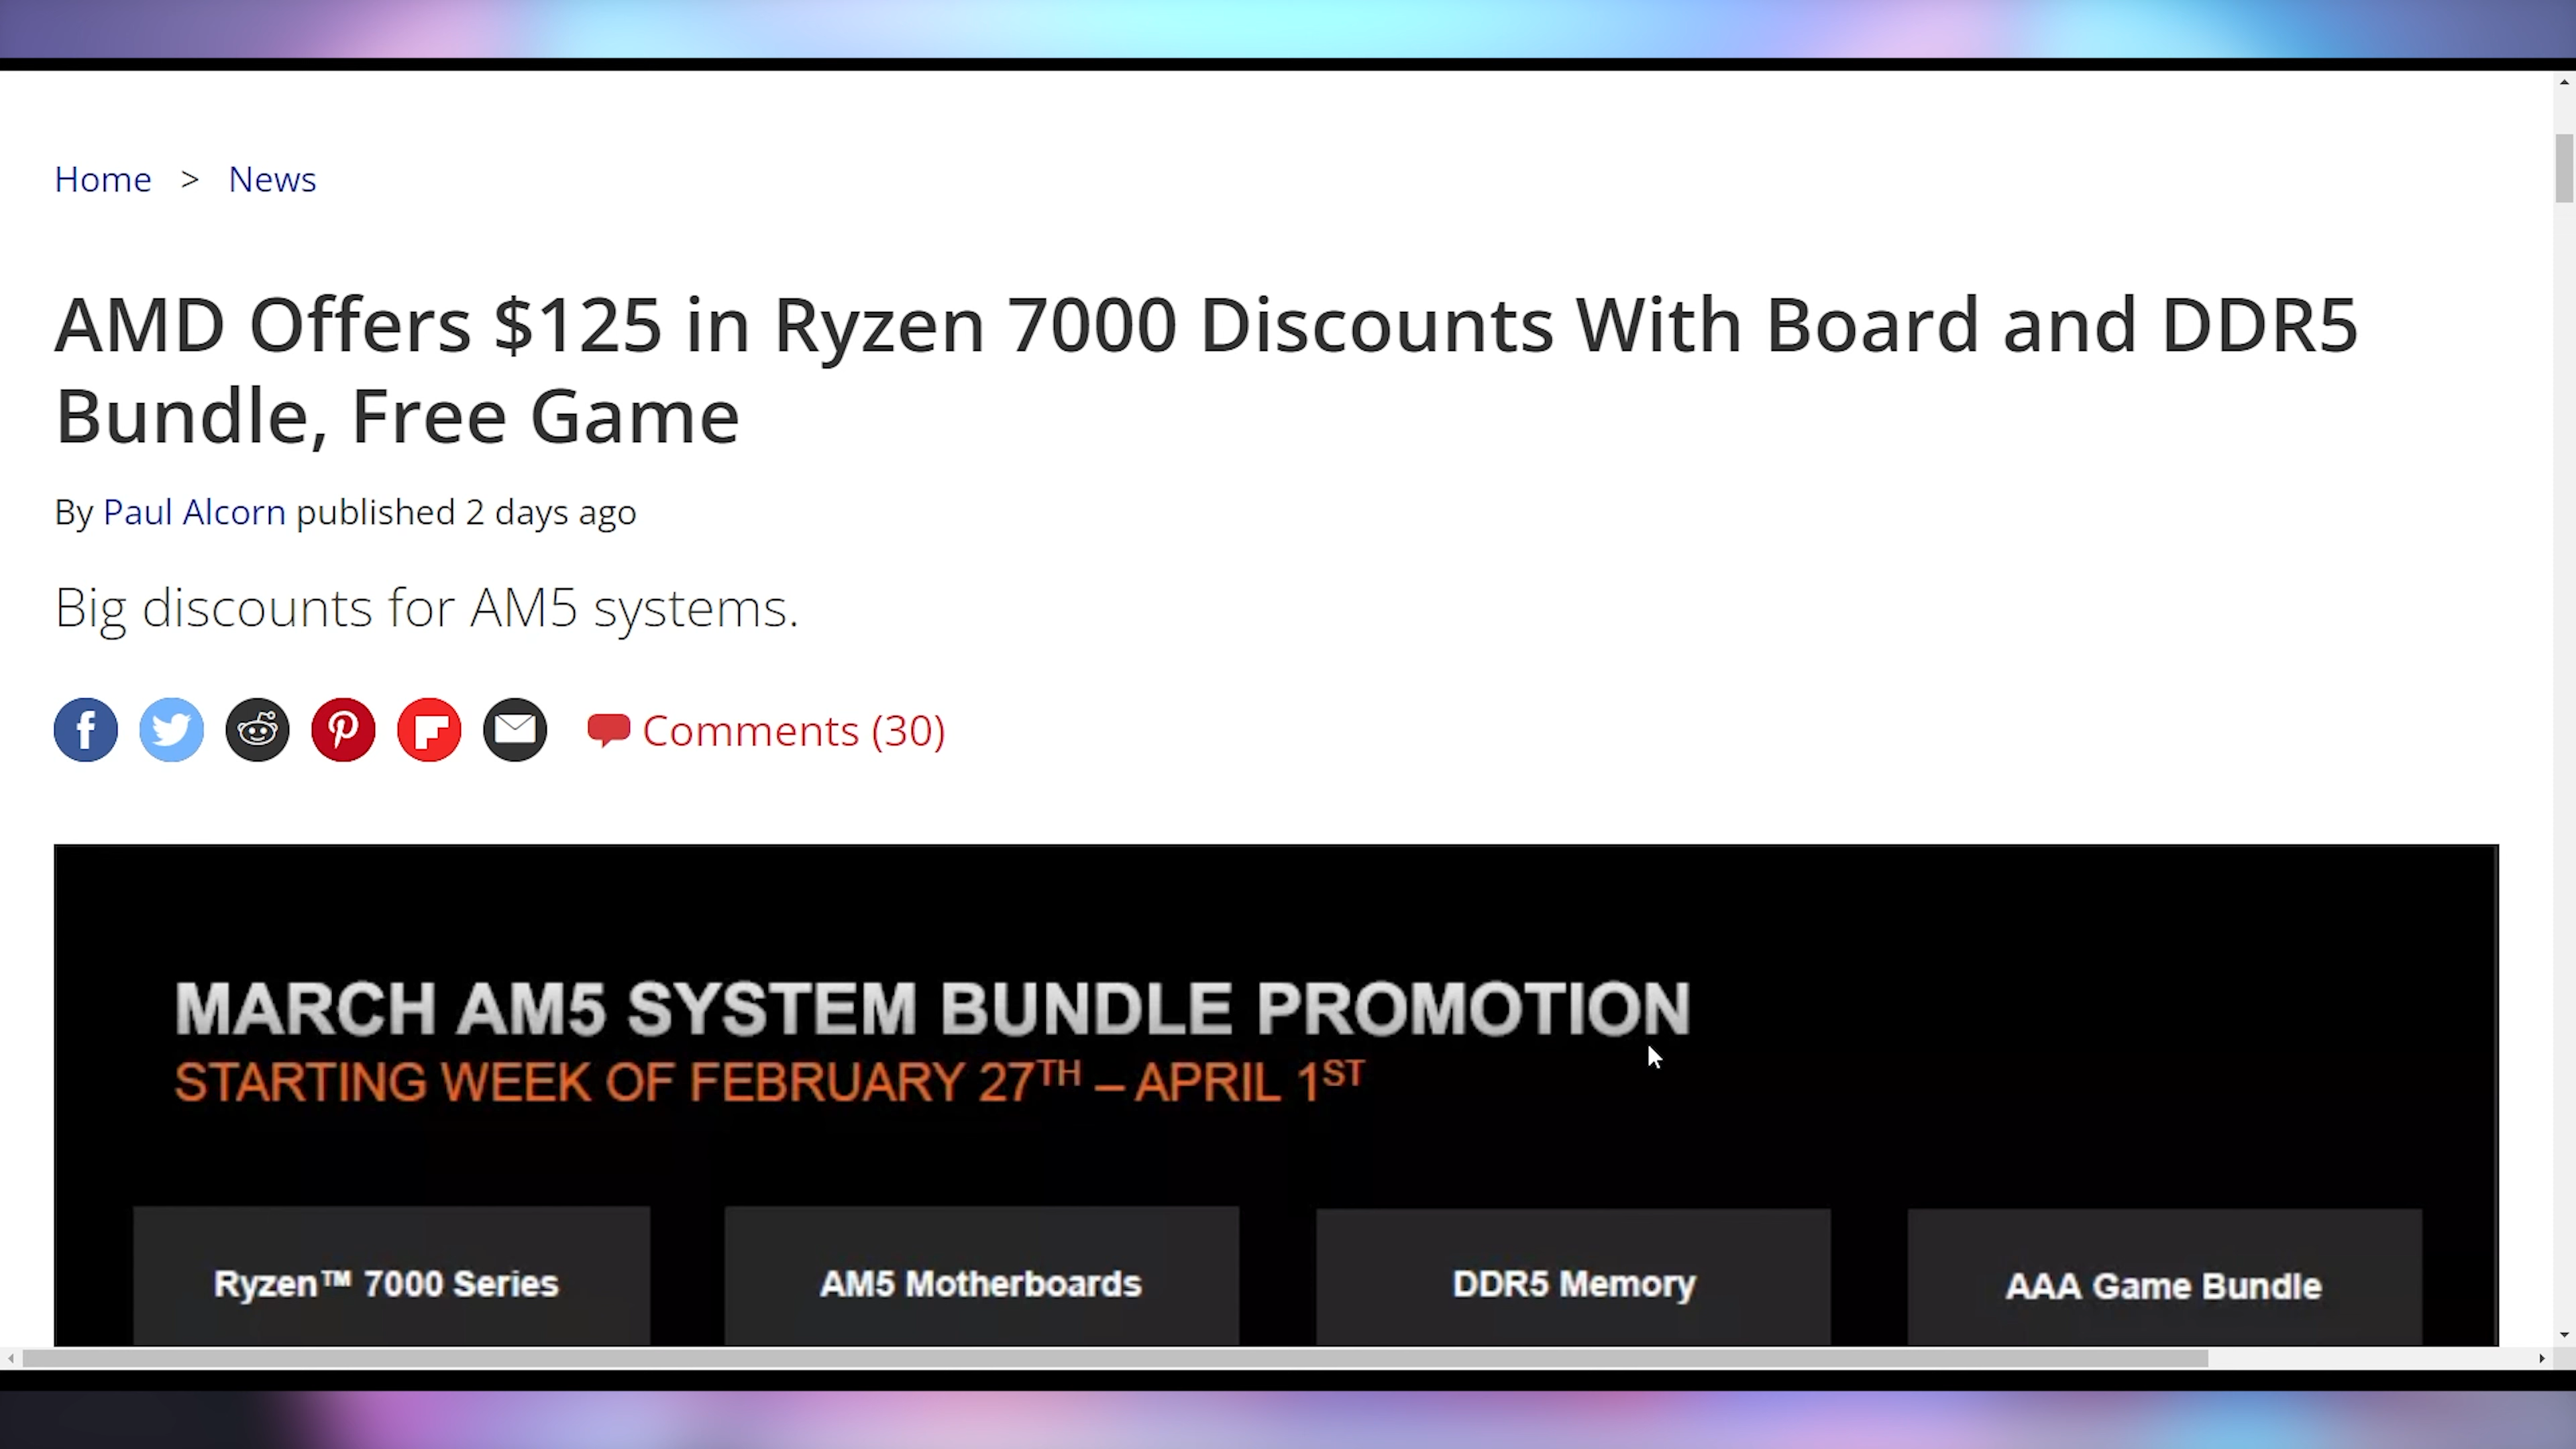 Home > News
AMD Offers $125 in Ryzen 7000 Discounts With Board and DDR5
Bundle, Free Game
By Paul Alcorn published 2 days ago
Big discounts for AM5 systems.
Comments (30)
MARCH AM5 SYSTEM BUNDLE PROMOTION
STARTING WEEK OF FEBRUARY 27TH – APRIL 1ST
Ryzen™ 7000 Series AM5 Motherboards DDR5 Memory AAA Game Bundle